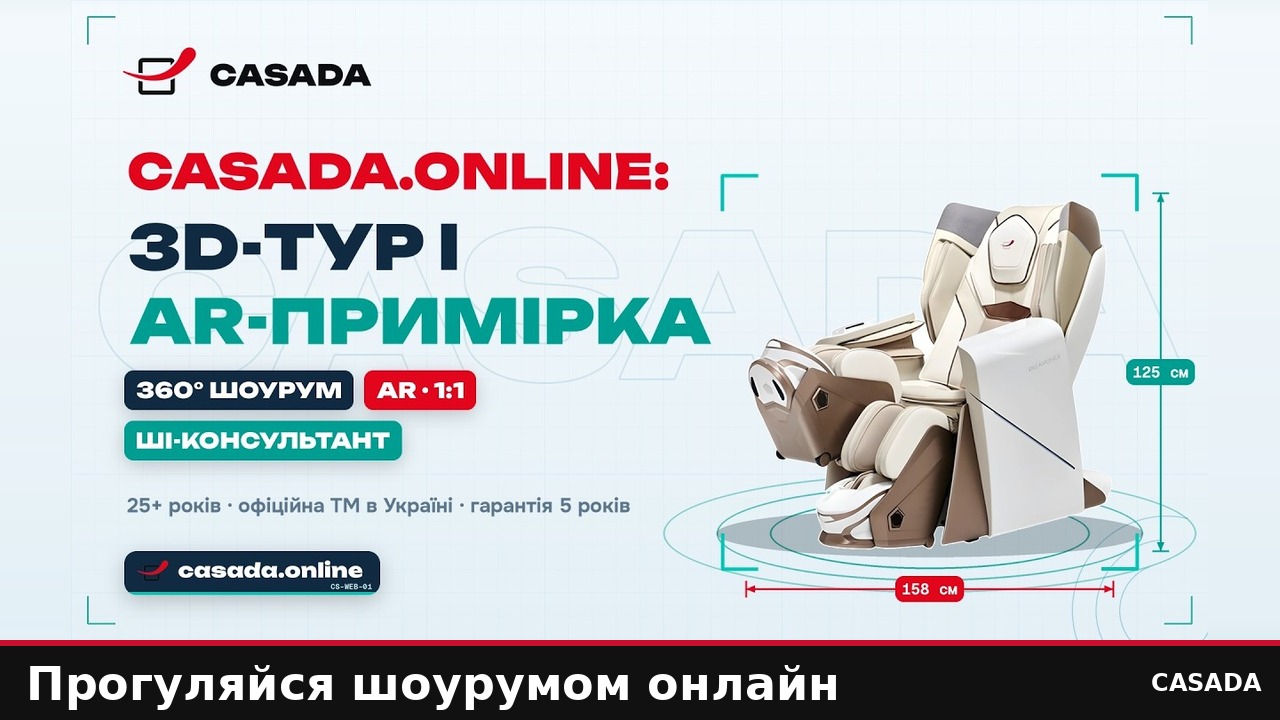 CASADA
CASADA.ONLINE:
3D-ТУР І
AR-ПРИМІРКА
360° ШОУРУМ
AR · 1:1
ШІ-КОНСУЛЬТАНТ
25+ років · офіційна ТМ в Україні · гарантія 5 років
casada.online
CS-WEB-01
CASADA
125 см
158 см
Прогуляйся шоурумом онлайн
CASADA